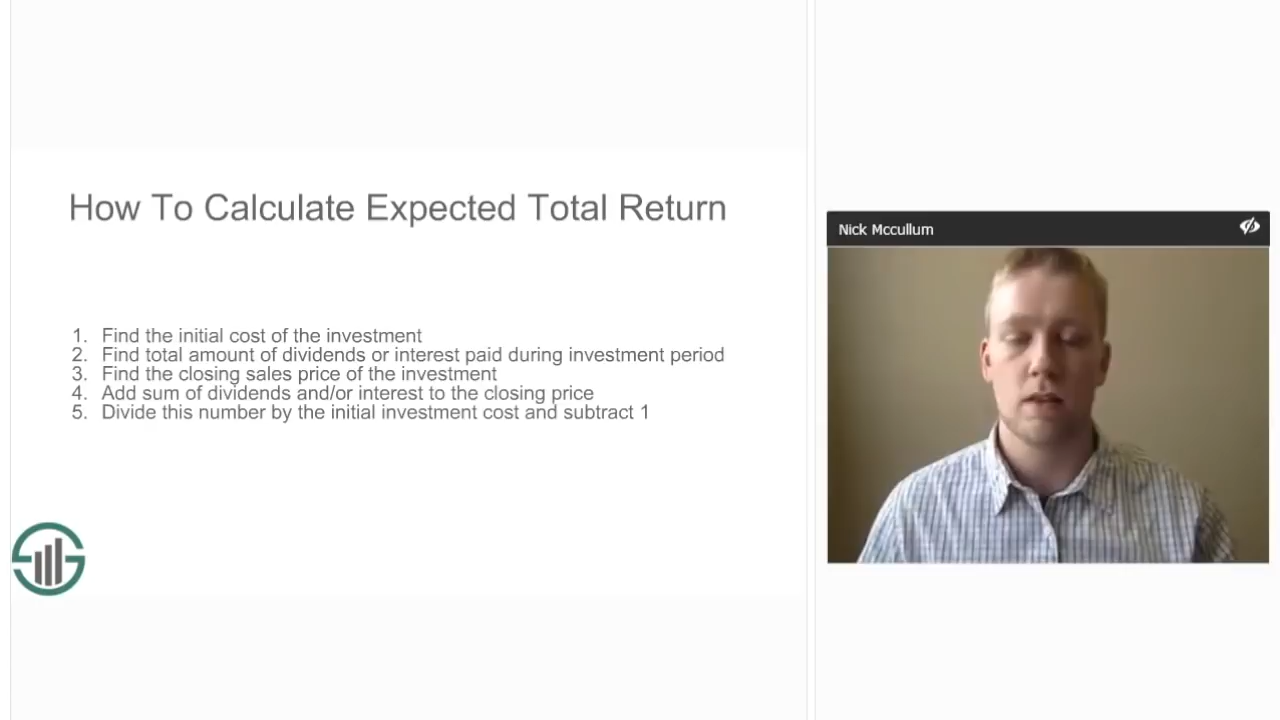 How To Calculate Expected Total Return
1. Find the initial cost of the investment
2. Find total amount of dividends or interest paid during investment period
3. Find the closing sales price of the investment
4. Add sum of dividends and/or interest to the closing price
5. Divide this number by the initial investment cost and subtract 1
Nick Mccullum